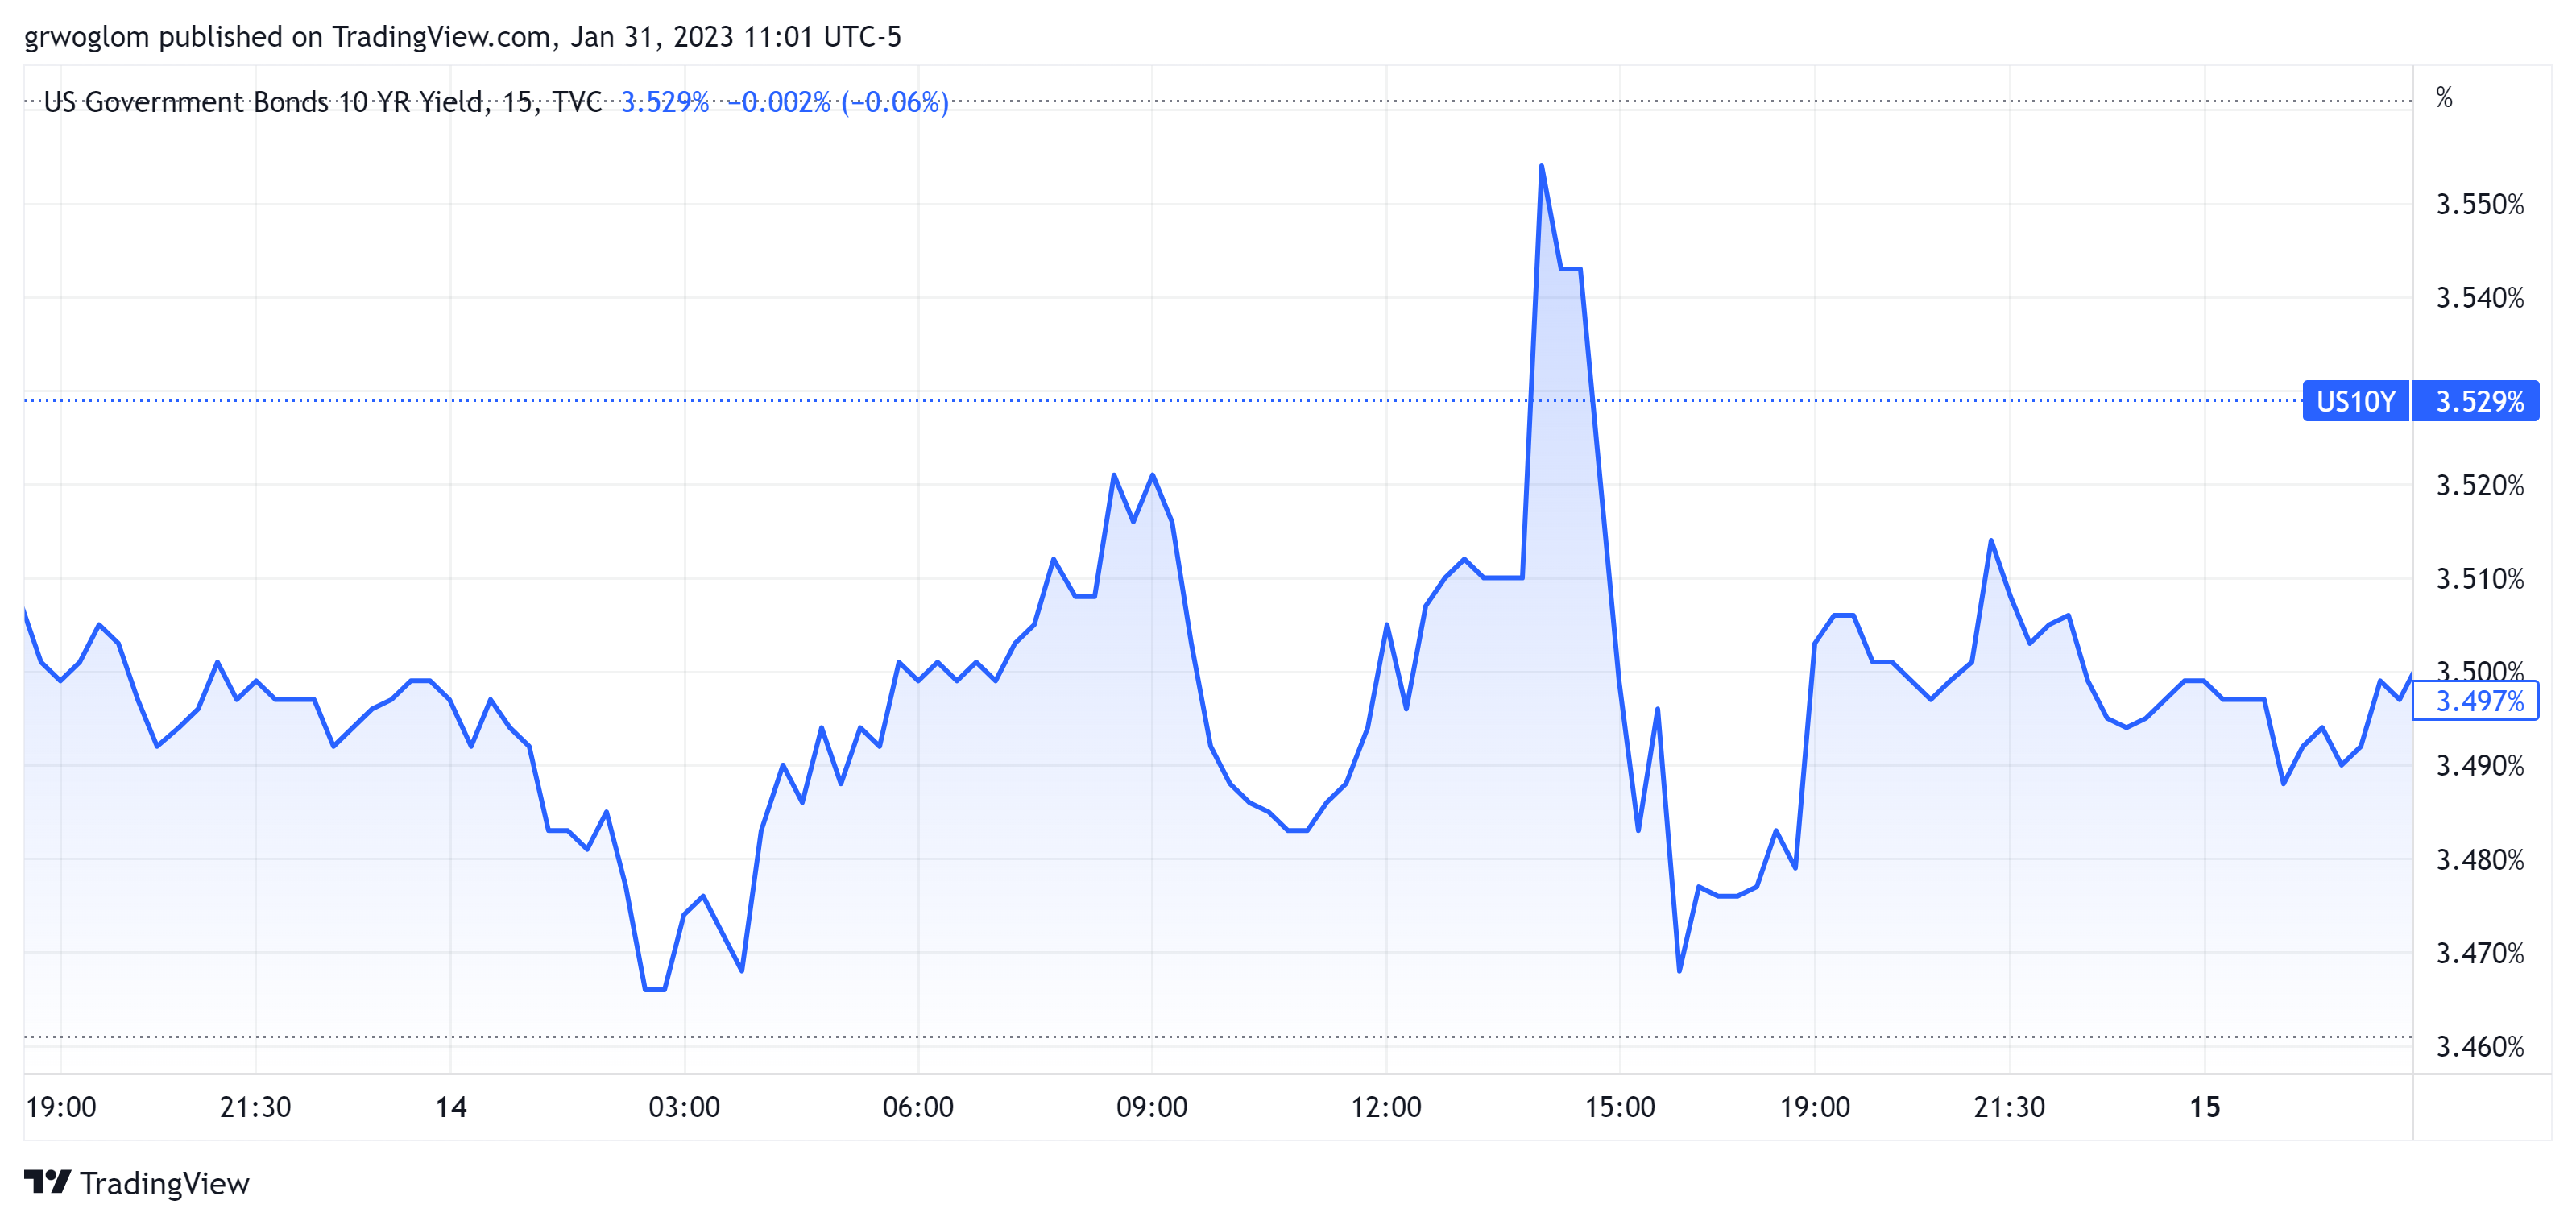 grwoglom published on TradingView.com, Jan 31, 2023 11:01 UTC-5
US Government Bonds 10 YR Yield, 15, TVC 3.529% −0.002% (−0.06%)
%
3.550%
3.540%
US10Y 3.529%
3.520%
3.510%
3.500%
3.497%
3.490%
3.480%
3.470%
3.460%
19:00 21:30 14 03:00 06:00 09:00 12:00 15:00 19:00 21:30 15
TradingView